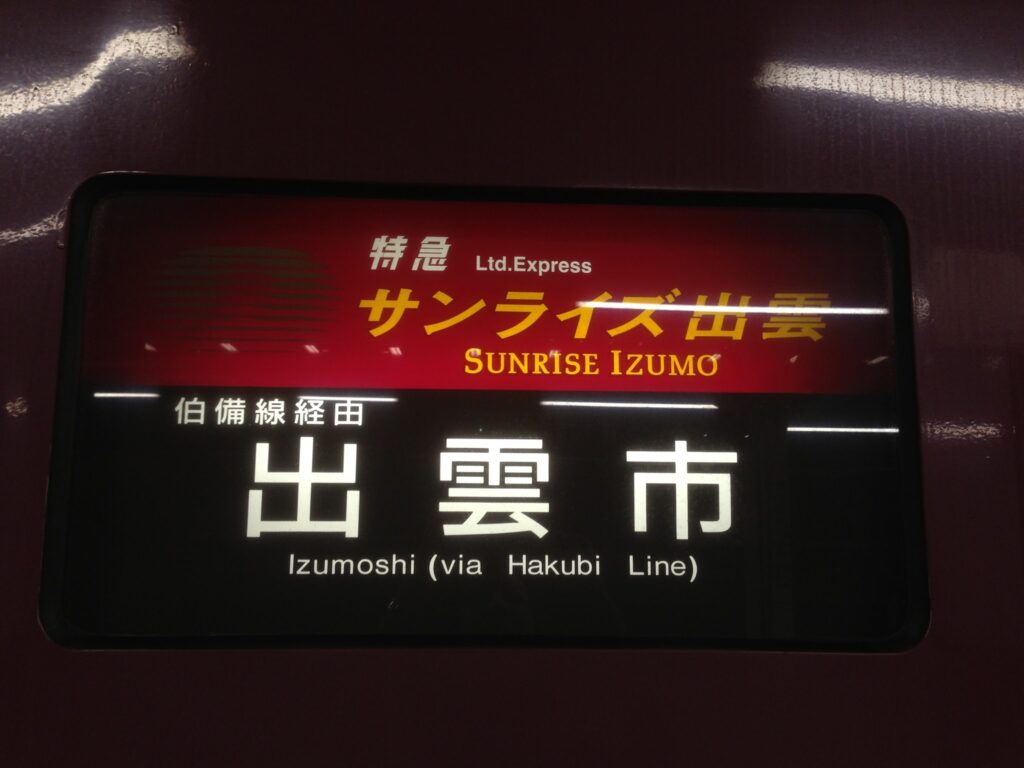 特急 Ltd.Express
サンライズ出雲
SUNRISE IZUMO
伯備線経由
出雲市
Izumoshi (via Hakubi Line)